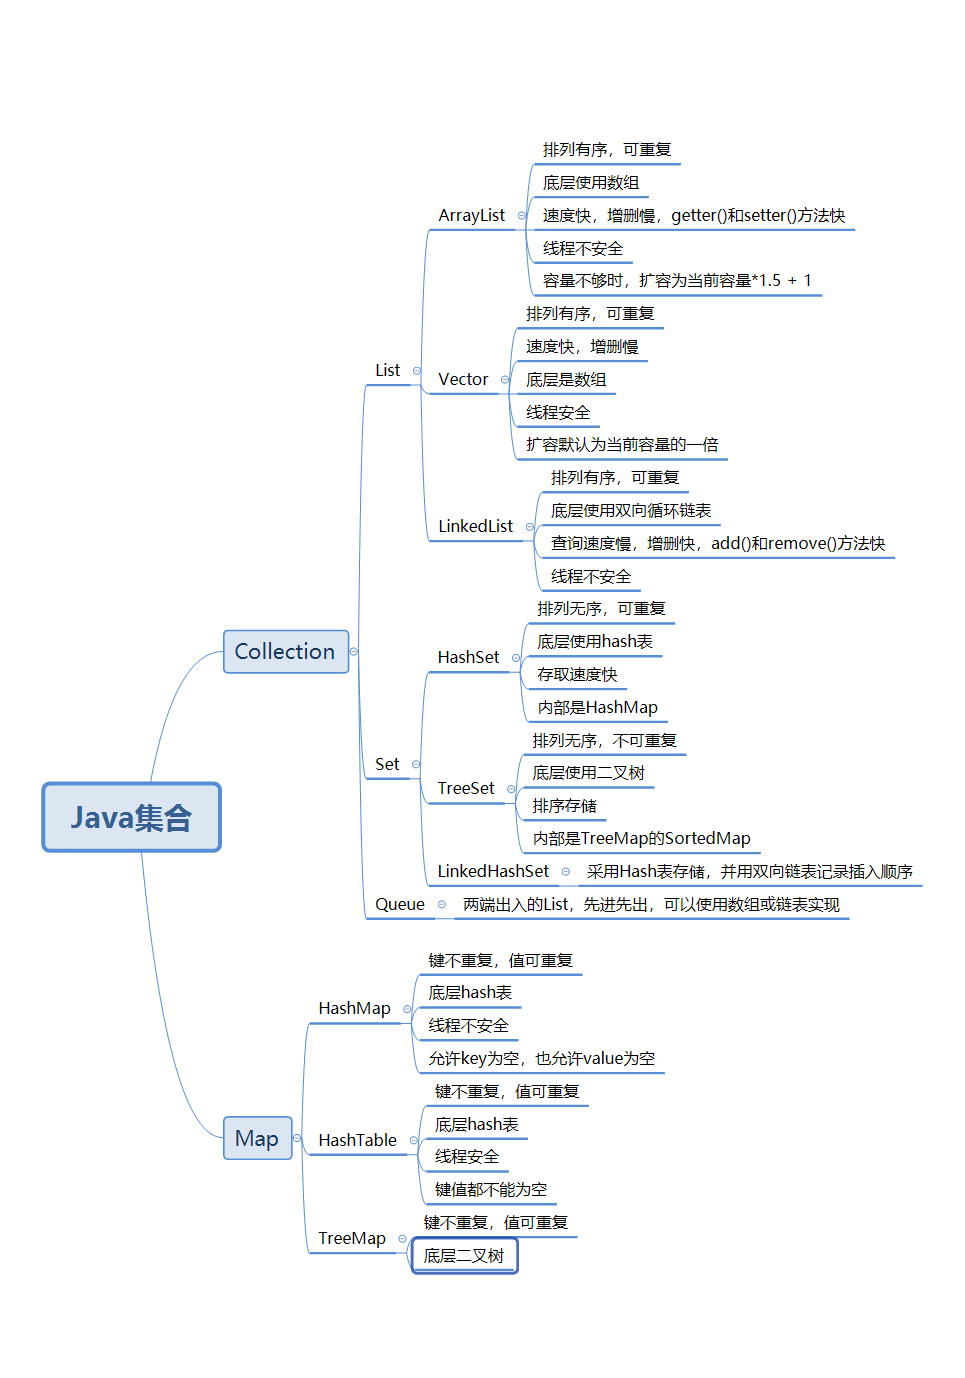 Java集合
Collection
List
ArrayList
排列有序，可重复
底层使用数组
速度快，增删慢，getter()和setter()方法快
线程不安全
容量不够时，扩容为当前容量*1.5 + 1
Vector
排列有序，可重复
速度快，增删慢
底层是数组
线程安全
扩容默认为当前容量的一倍
LinkedList
排列有序，可重复
底层使用双向循环链表
查询速度慢，增删快，add()和remove()方法快
线程不安全
Set
HashSet
排列无序，可重复
底层使用hash表
存取速度快
内部是HashMap
TreeSet
排列无序，不可重复
底层使用二叉树
排序存储
内部是TreeMap的SortedMap
LinkedHashSet
采用Hash表存储，并用双向链表记录插入顺序
Queue
两端出入的List，先进先出，可以使用数组或链表实现
Map
HashMap
键不重复，值可重复
底层hash表
线程不安全
允许key为空，也允许value为空
HashTable
键不重复，值可重复
底层hash表
线程安全
键值都不能为空
TreeMap
键不重复，值可重复
底层二叉树